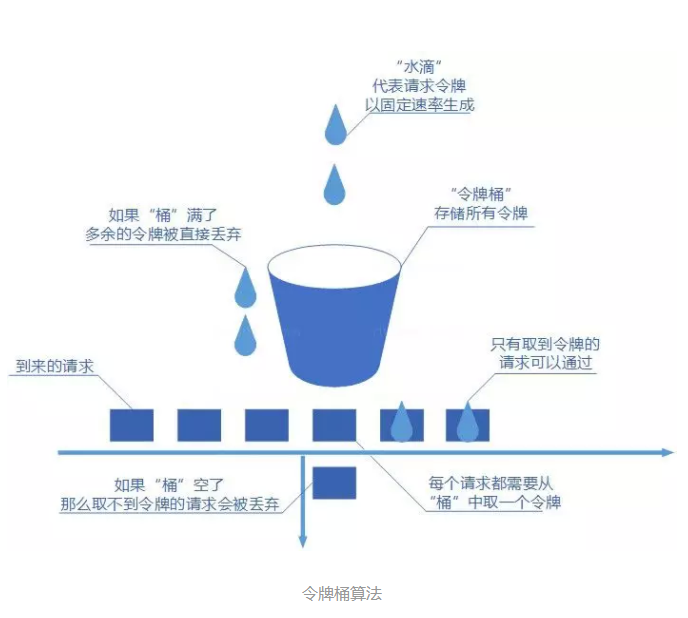 “水滴“
代表请求令牌
以固定速率生成
“令牌桶”
存储所有令牌
如果“桶”满了
多余的令牌被直接丢弃
只有取到令牌的
请求可以通过
到来的请求
如果“桶”空了
那么取不到令牌的请求会被丢弃
每个请求都需要从
“桶”中取一个令牌
令牌桶算法